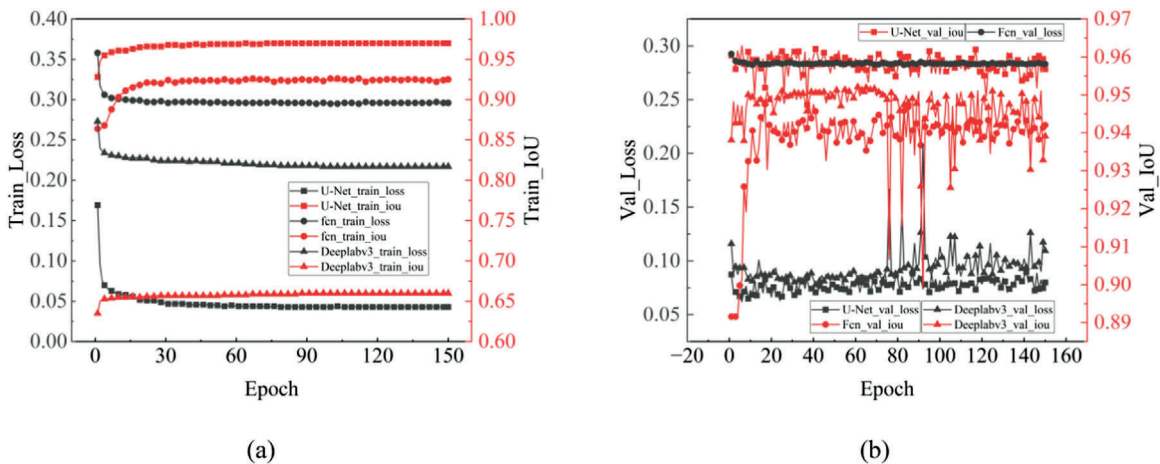 0.40
0.35
0.30
0.25
0.20
0.15
0.10
0.05
0.00
Train_Loss
1.00
0.95
0.90
0.85
0.80
0.75
0.70
0.65
0.60
Train_IoU
U-Net_train_loss
U-Net_train_iou
fcn_train_loss
fcn_train_iou
Deeplabv3_train_loss
Deeplabv3_train_iou
0 30 60 90 120 150
Epoch
(a)
0.30
0.25
0.20
0.15
0.10
0.05
Val_Loss
U-Net_val_iou Fcn_val_loss
0.97
0.96
0.95
0.94
0.93
0.92
0.91
0.90
0.89
Val_IoU
U-Net_val_loss Deeplabv3_val_loss
Fcn_val_iou Deeplabv3_val_iou
−20 0 20 40 60 80 100 120 140 160
Epoch
(b)